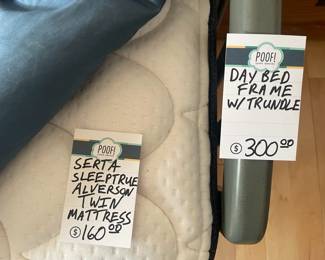 POOF!
SERTA
SLEEPTRUE
ALVERSON
TWIN
MATTRESS
$ 160 00
POOF!
DAY BED
FRAME
W/ TRUNDLE
$ 300 00